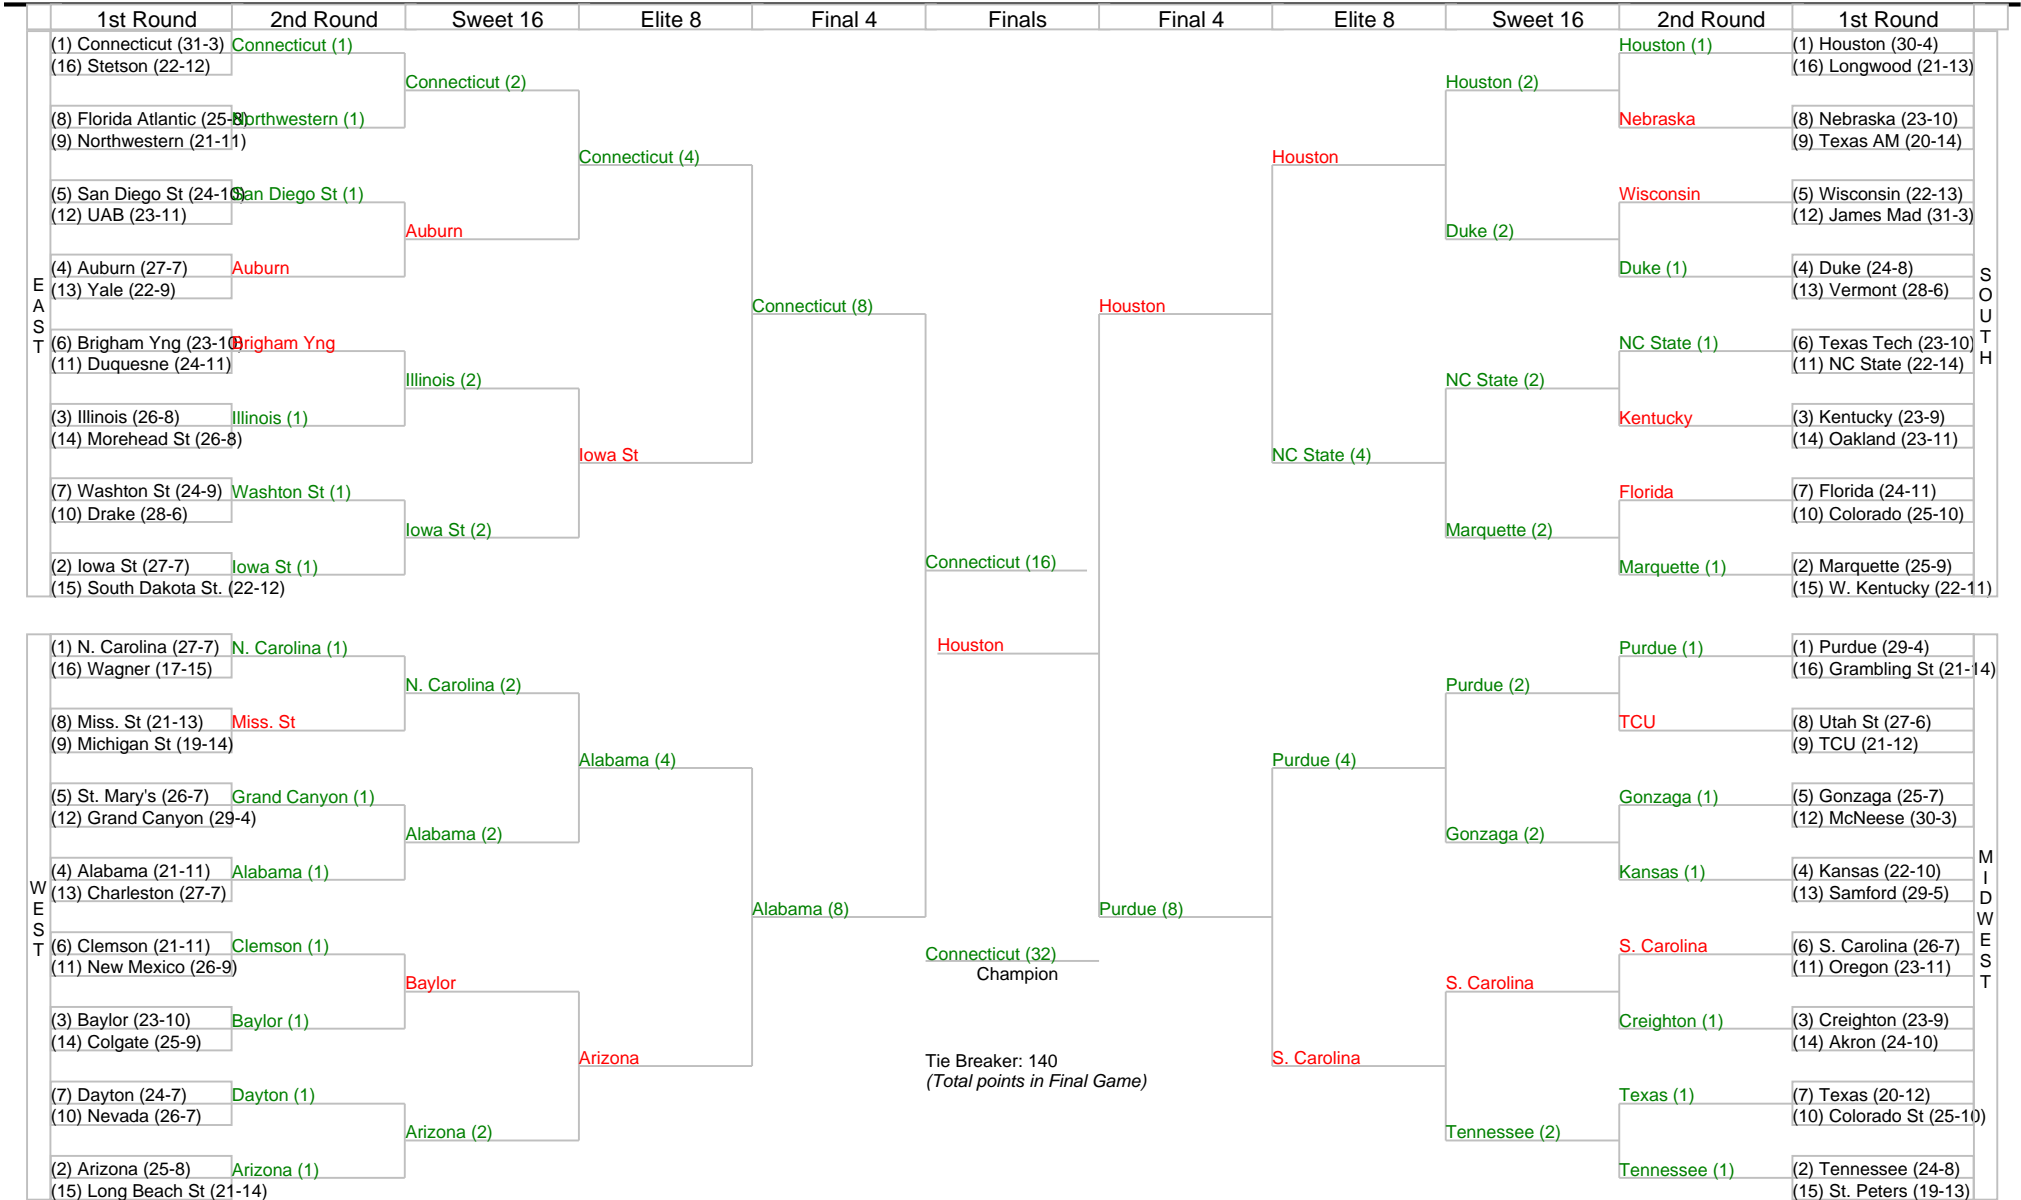 1st Round 2nd Round Sweet 16 Elite 8 Final 4 Finals Final 4 Elite 8 Sweet 16 2nd Round 1st Round
EAST
(1) Connecticut (31-3)
(16) Stetson (22-12)
(8) Florida Atlantic (25-8)
(9) Northwestern (21-11)
(5) San Diego St (24-10)
(12) UAB (23-11)
(4) Auburn (27-7)
(13) Yale (22-9)
(6) Brigham Yng (23-10)
(11) Duquesne (24-11)
(3) Illinois (26-8)
(14) Morehead St (26-8)
(7) Washton St (24-9)
(10) Drake (28-6)
(2) Iowa St (27-7)
(15) South Dakota St. (22-12)
Connecticut (1)
Northwestern (1)
San Diego St (1)
Auburn
Brigham Yng
Illinois (1)
Washton St (1)
Iowa St (1)
Connecticut (2)
Auburn
Illinois (2)
Iowa St (2)
Connecticut (4)
Iowa St
Connecticut (8)
WEST
(1) N. Carolina (27-7)
(16) Wagner (17-15)
(8) Miss. St (21-13)
(9) Michigan St (19-14)
(5) St. Mary's (26-7)
(12) Grand Canyon (29-4)
(4) Alabama (21-11)
(13) Charleston (27-7)
(6) Clemson (21-11)
(11) New Mexico (26-9)
(3) Baylor (23-10)
(14) Colgate (25-9)
(7) Dayton (24-7)
(10) Nevada (26-7)
(2) Arizona (25-8)
(15) Long Beach St (21-14)
N. Carolina (1)
Miss. St
Grand Canyon (1)
Alabama (1)
Clemson (1)
Baylor (1)
Dayton (1)
Arizona (1)
N. Carolina (2)
Alabama (2)
Baylor
Arizona (2)
Alabama (4)
Arizona
Alabama (8)
Connecticut (16)
Houston
Connecticut (32)
Champion
Tie Breaker: 140
(Total points in Final Game)
Houston
Purdue (8)
Houston
NC State (4)
Houston (2)
Duke (2)
NC State (2)
Marquette (2)
Houston (1)
Nebraska
Wisconsin
Duke (1)
NC State (1)
Kentucky
Florida
Marquette (1)
(1) Houston (30-4)
(16) Longwood (21-13)
(8) Nebraska (23-10)
(9) Texas AM (20-14)
(5) Wisconsin (22-13)
(12) James Mad (31-3)
(4) Duke (24-8)
(13) Vermont (28-6)
(6) Texas Tech (23-10)
(11) NC State (22-14)
(3) Kentucky (23-9)
(14) Oakland (23-11)
(7) Florida (24-11)
(10) Colorado (25-10)
(2) Marquette (25-9)
(15) W. Kentucky (22-11)
SOUTH
Purdue (4)
S. Carolina
Purdue (2)
Gonzaga (2)
S. Carolina
Tennessee (2)
Purdue (1)
TCU
Gonzaga (1)
Kansas (1)
S. Carolina
Creighton (1)
Texas (1)
Tennessee (1)
(1) Purdue (29-4)
(16) Grambling St (21-14)
(8) Utah St (27-6)
(9) TCU (21-12)
(5) Gonzaga (25-7)
(12) McNeese (30-3)
(4) Kansas (22-10)
(13) Samford (29-5)
(6) S. Carolina (26-7)
(11) Oregon (23-11)
(3) Creighton (23-9)
(14) Akron (24-10)
(7) Texas (20-12)
(10) Colorado St (25-10)
(2) Tennessee (24-8)
(15) St. Peters (19-13)
MIDWEST